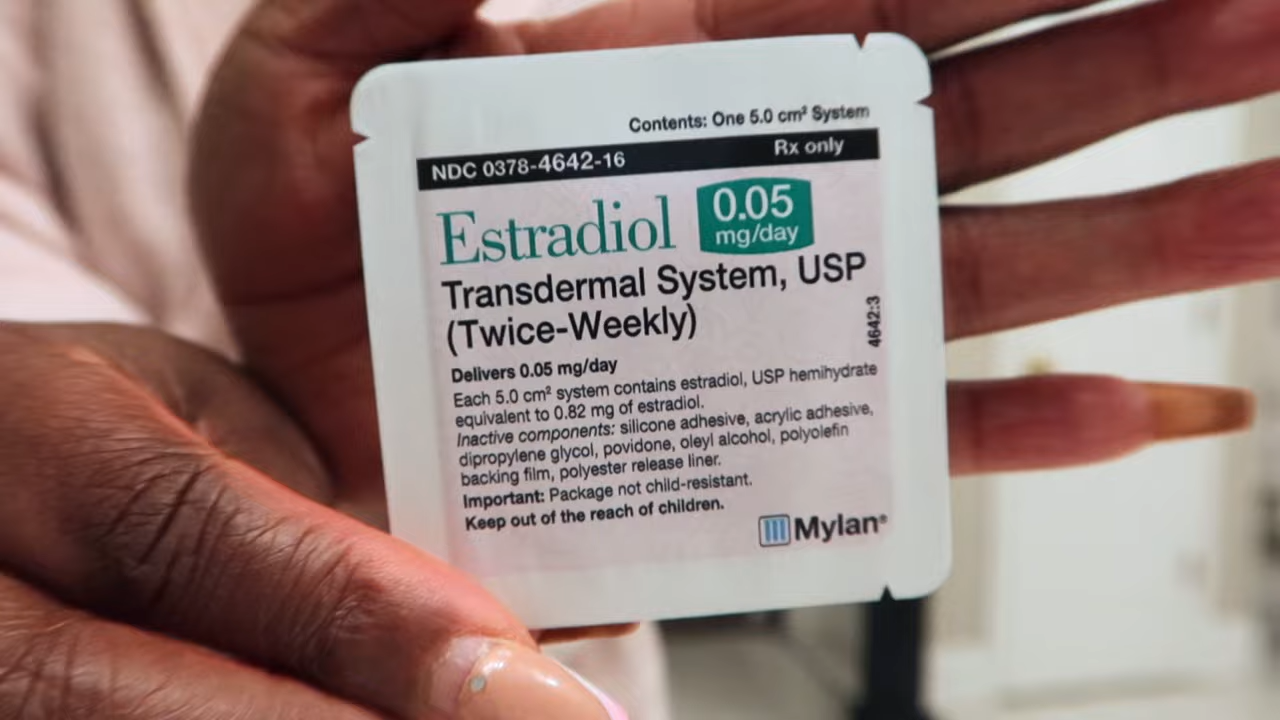 Contents: One 5.0 cm² System
NDC 0378-4642-16 Rx only
Estradiol 0.05
mg/day
Transdermal System, USP
(Twice-Weekly)
4642:3
Delivers 0.05 mg/day
Each 5.0 cm² system contains estradiol, USP hemihydrate
equivalent to 0.82 mg of estradiol.
Inactive components: silicone adhesive, acrylic adhesive,
dipropylene glycol, povidone, oleyl alcohol, polyolefin
backing film, polyester release liner.
Important: Package not child-resistant.
Keep out of the reach of children.
Mylan®